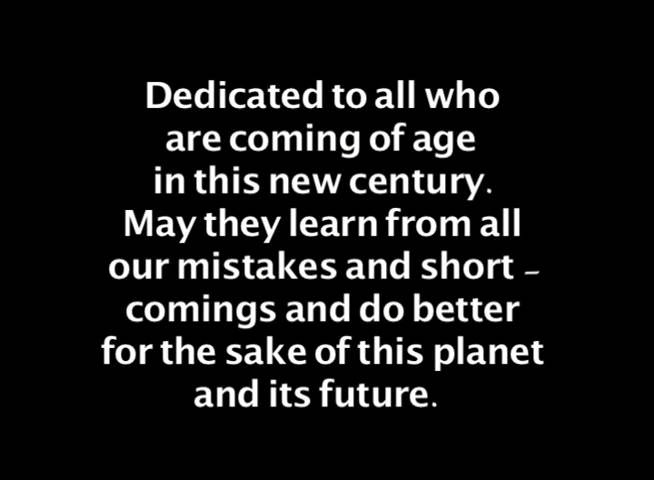 Dedicated to all who
are coming of age
in this new century.
May they learn from all
our mistakes and short –
comings and do better
for the sake of this planet
and its future.